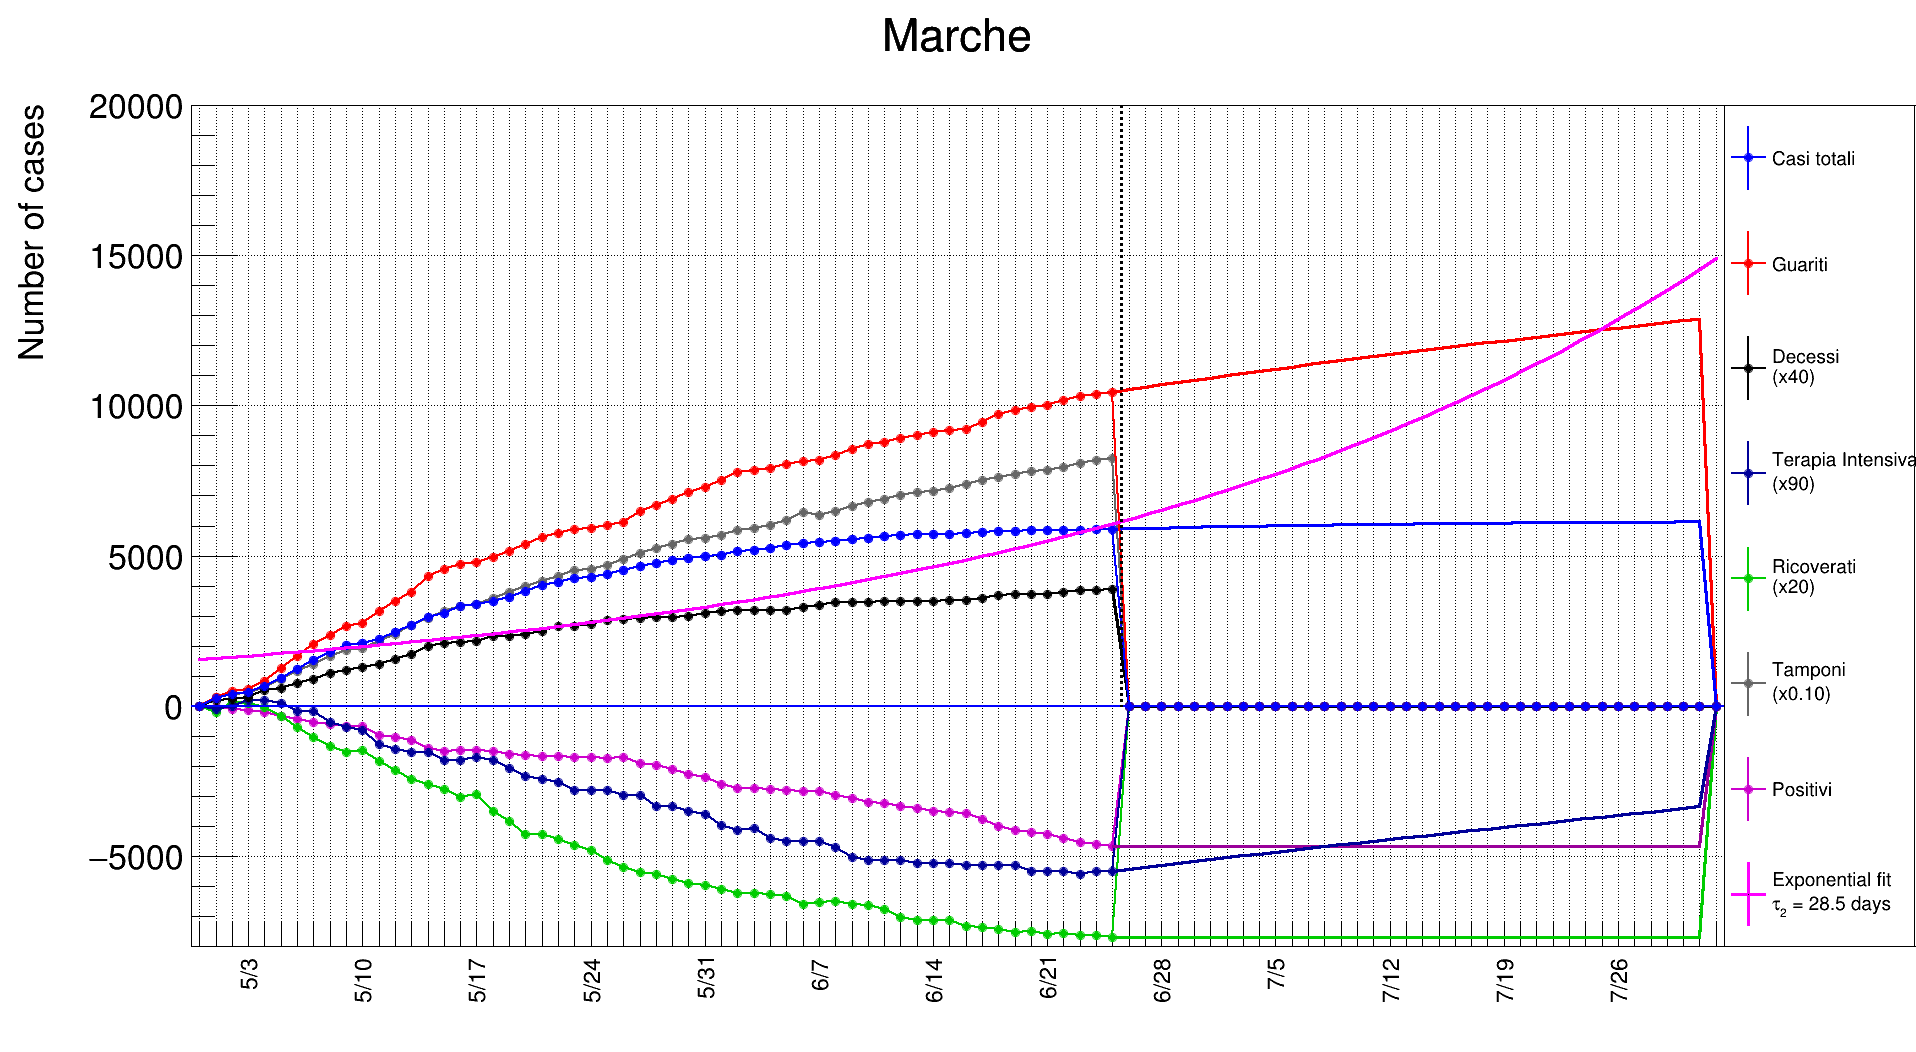 Marche
Number of cases
20000
15000
10000
5000
0
−5000
5/3
5/10
5/17
5/24
5/31
6/7
6/14
6/21
6/28
7/5
7/12
7/19
7/26
Casi totali
Guariti
Decessi
(x40)
Terapia Intensiva
(x90)
Ricoverati
(x20)
Tamponi
(x0.10)
Positivi
Exponential fit
τ2 = 28.5 days